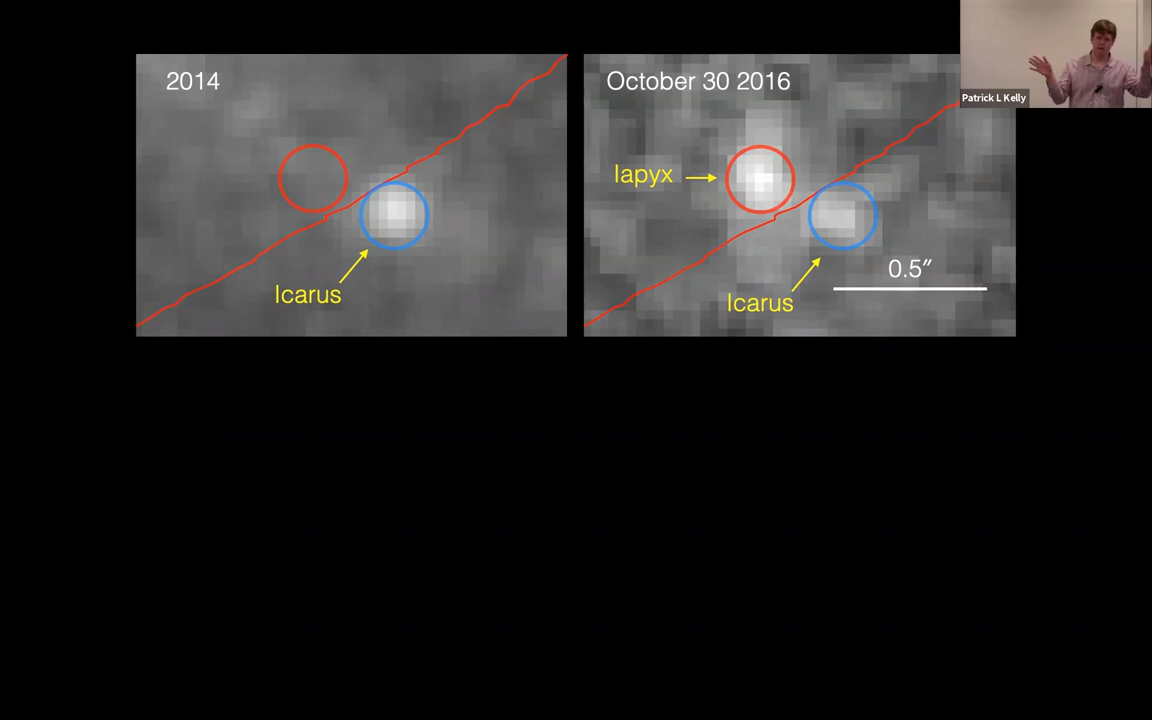 2014
Icarus
October 30 2016
Iapyx
Icarus
0.5″
Patrick L Kelly